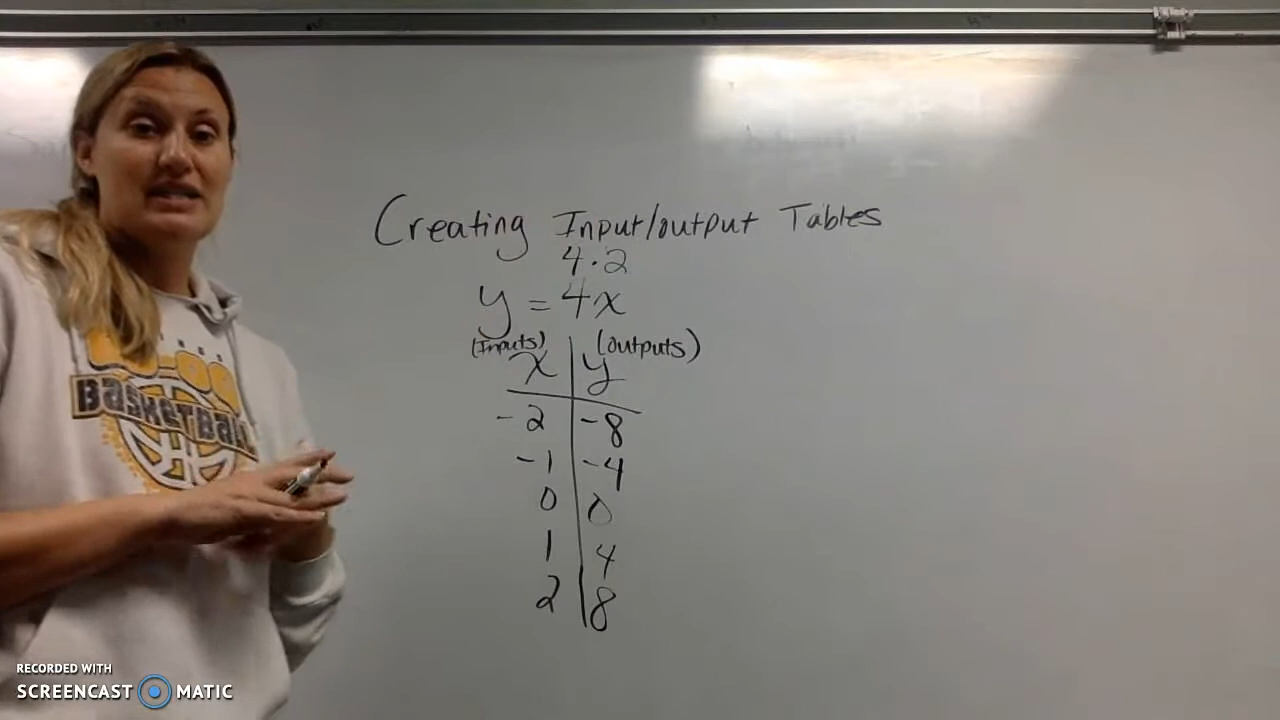 Creating Input/output Tables
4·2
y = 4x
(Inputs) (outputs)
x y
-2 -8
-1 -4
0 0
1 4
2 8
BASKETBALL
RECORDED WITH
SCREENCAST MATIC